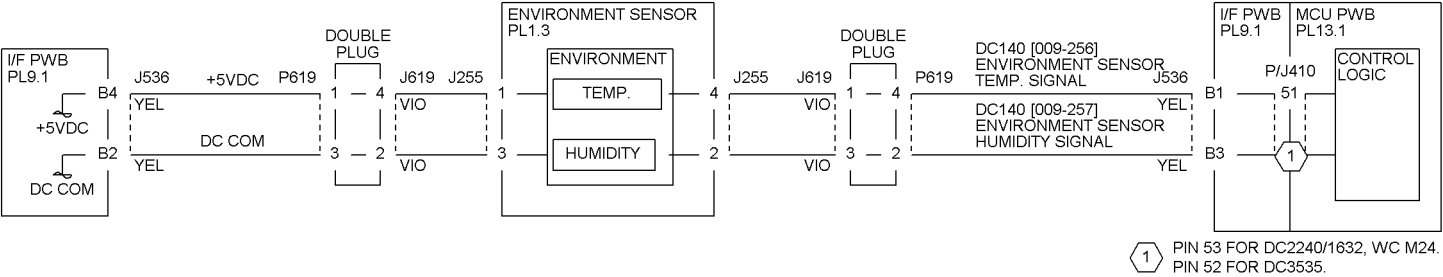 I/F PWB
PL9.1
B4
+5VDC
B2
DC COM
J536
+5VDC
P619
YEL
DC COM
YEL
DOUBLE
PLUG
1 4
3 2
J619
J255
VIO
VIO
ENVIRONMENT SENSOR
PL1.3
ENVIRONMENT
1
TEMP.
4
3
HUMIDITY
2
J255
J619
VIO
VIO
DOUBLE
PLUG
1 4
3 2
P619
DC140 [009-256]
ENVIRONMENT SENSOR
TEMP. SIGNAL
J536
YEL
DC140 [009-257]
ENVIRONMENT SENSOR
HUMIDITY SIGNAL
YEL
I/F PWB
PL9.1
MCU PWB
PL13.1
B1
B3
P/J410
51
1
CONTROL
LOGIC
1
PIN 53 FOR DC2240/1632, WC M24.
PIN 52 FOR DC3535.